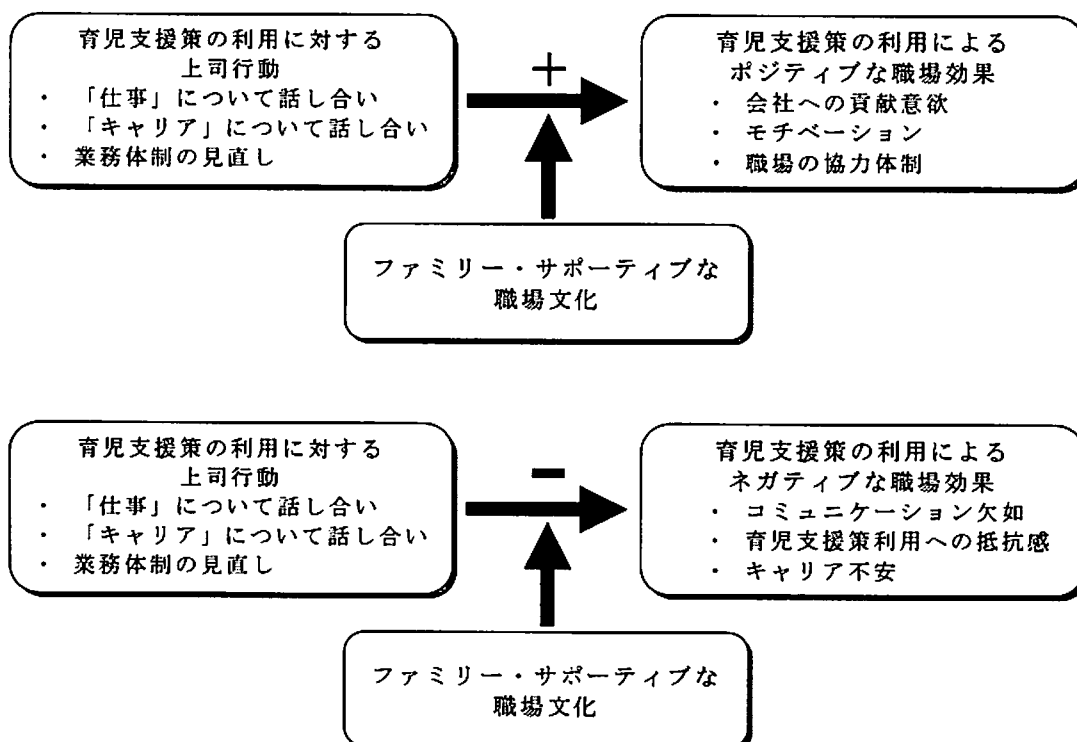 育児支援策の利用に対する
上司行動
・ 「仕事」について話し合い
・ 「キャリア」について話し合い
・ 業務体制の見直し
+
育児支援策の利用による
ポジティブな職場効果
・ 会社への貢献意欲
・ モチベーション
・ 職場の協力体制
ファミリー・サポーティブな
職場文化
育児支援策の利用に対する
上司行動
・ 「仕事」について話し合い
・ 「キャリア」について話し合い
・ 業務体制の見直し
-
育児支援策の利用による
ネガティブな職場効果
・ コミュニケーション欠如
・ 育児支援策利用への抵抗感
・ キャリア不安
ファミリー・サポーティブな
職場文化